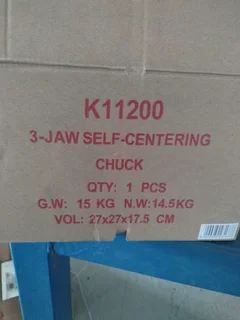 K11200
3-JAW SELF-CENTERING
CHUCK
QTY: 1 PCS
G.W: 15 KG N.W:14.5KG
VOL: 27x27x17.5 CM